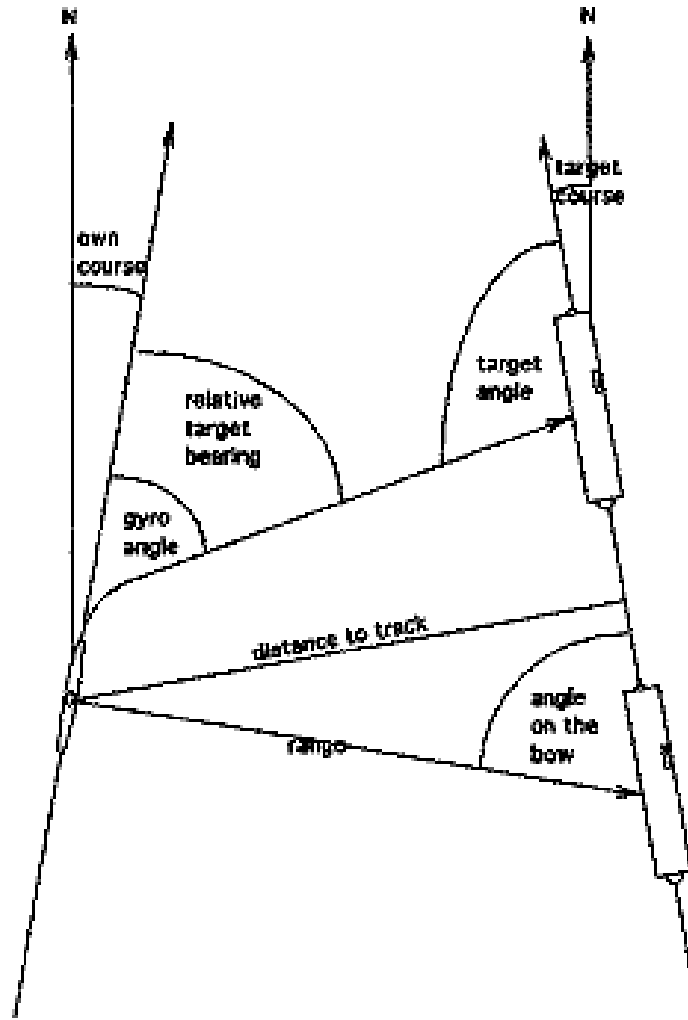 N
N
target
course
own
course
target
angle
relative
target
bearing
gyro
angle
distance to track
angle
on the
bow
range